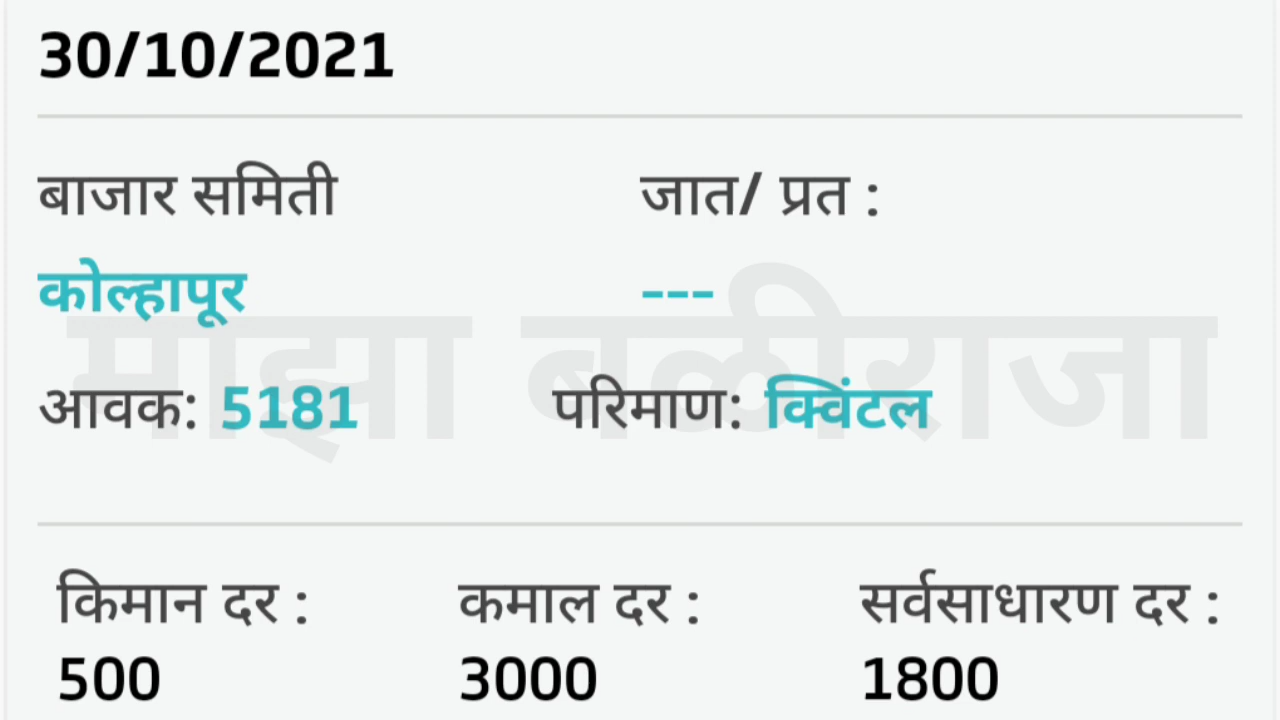 30/10/2021
बाजार समिती जात/ प्रत :
कोल्हापूर ---
माझा बळीराजा
आवक: 5181 परिमाण: क्विंटल
किमान दर : कमाल दर : सर्वसाधारण दर :
500 3000 1800